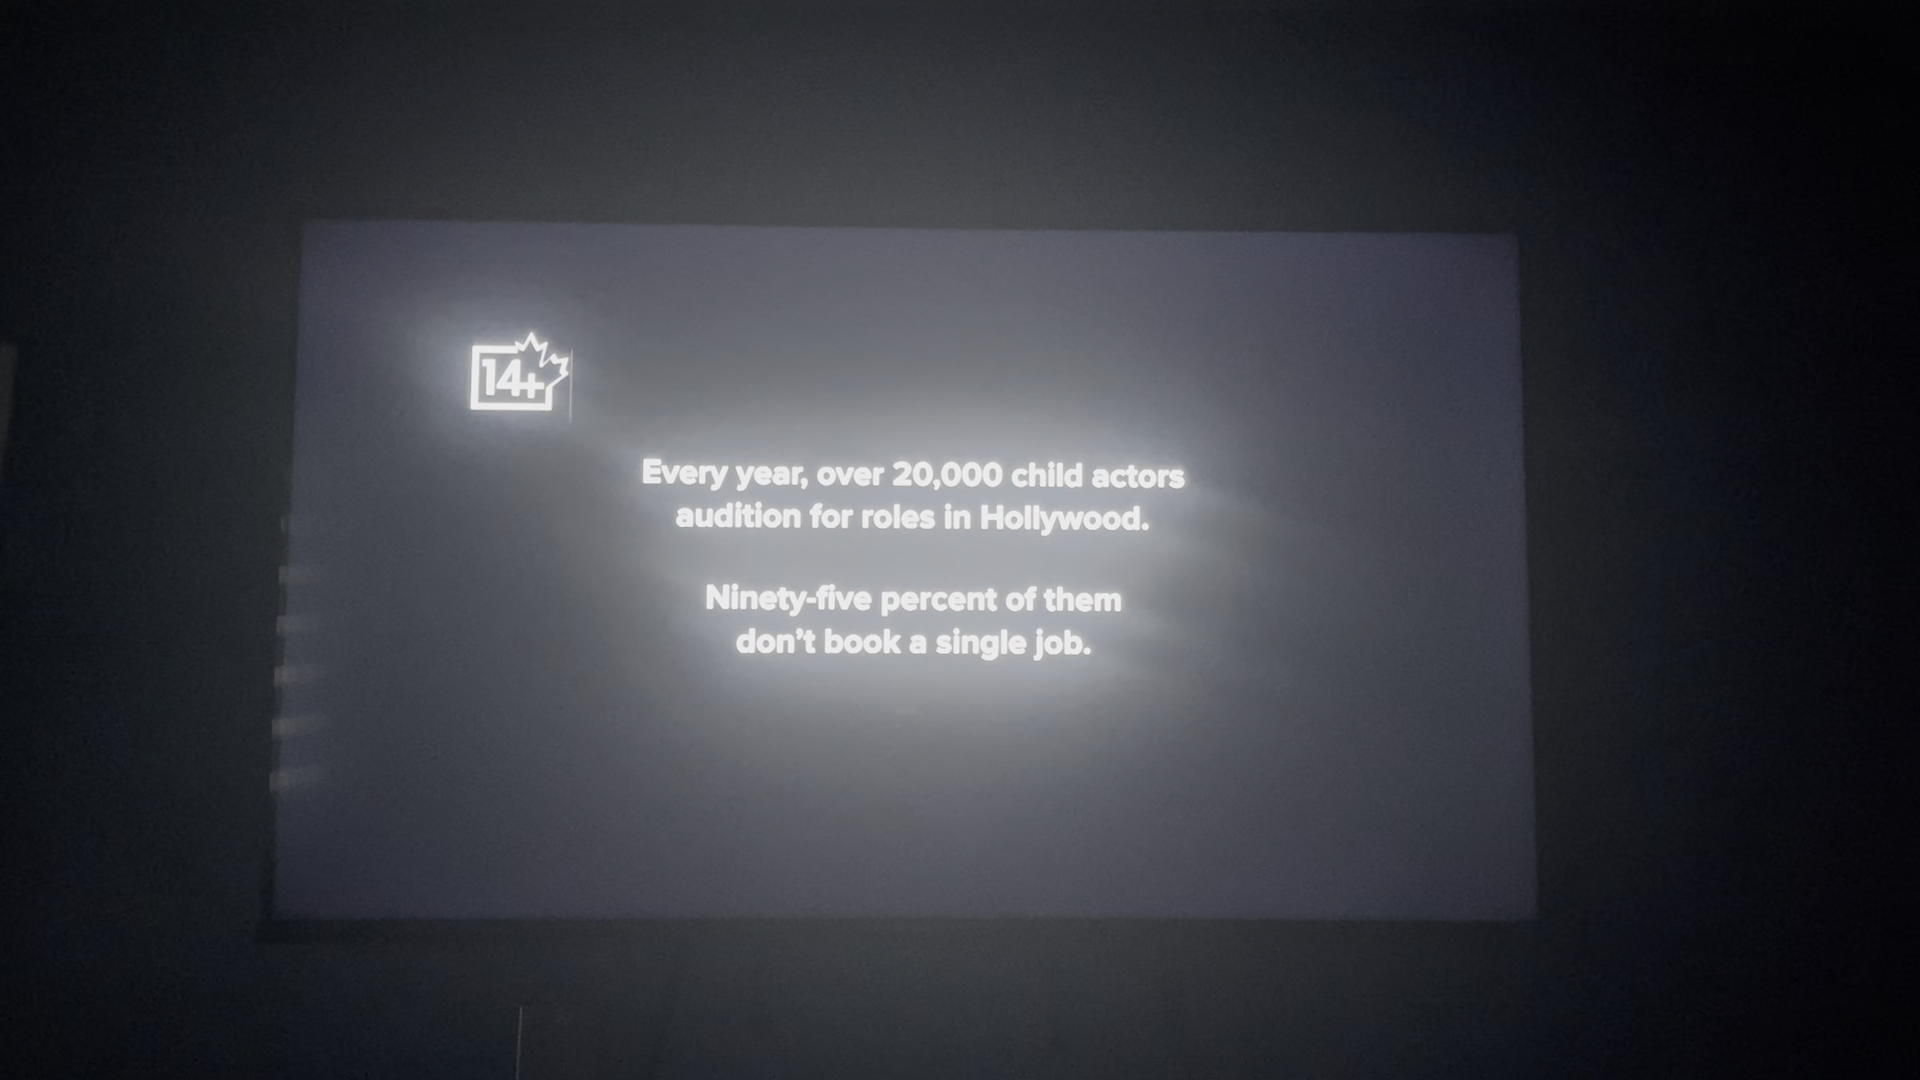 14+
Every year, over 20,000 child actors
audition for roles in Hollywood.
Ninety-five percent of them
don’t book a single job.